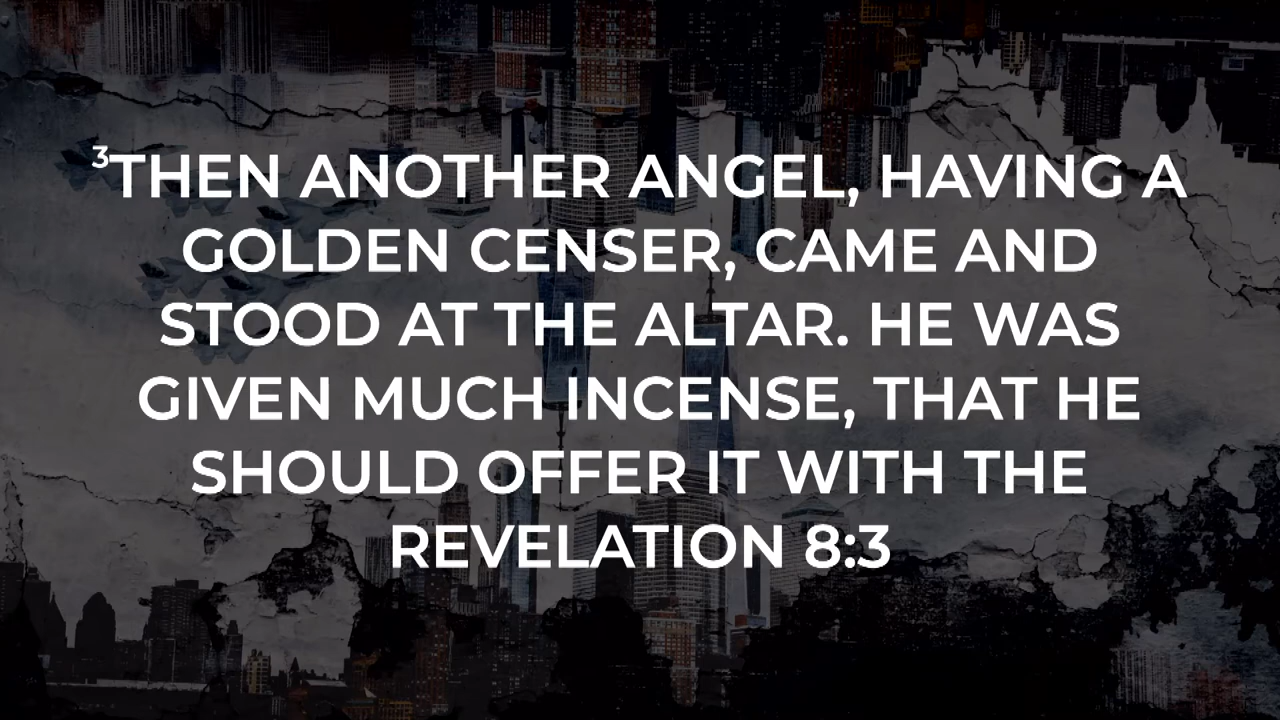 ³THEN ANOTHER ANGEL, HAVING A
GOLDEN CENSER, CAME AND
STOOD AT THE ALTAR. HE WAS
GIVEN MUCH INCENSE, THAT HE
SHOULD OFFER IT WITH THE
REVELATION 8:3